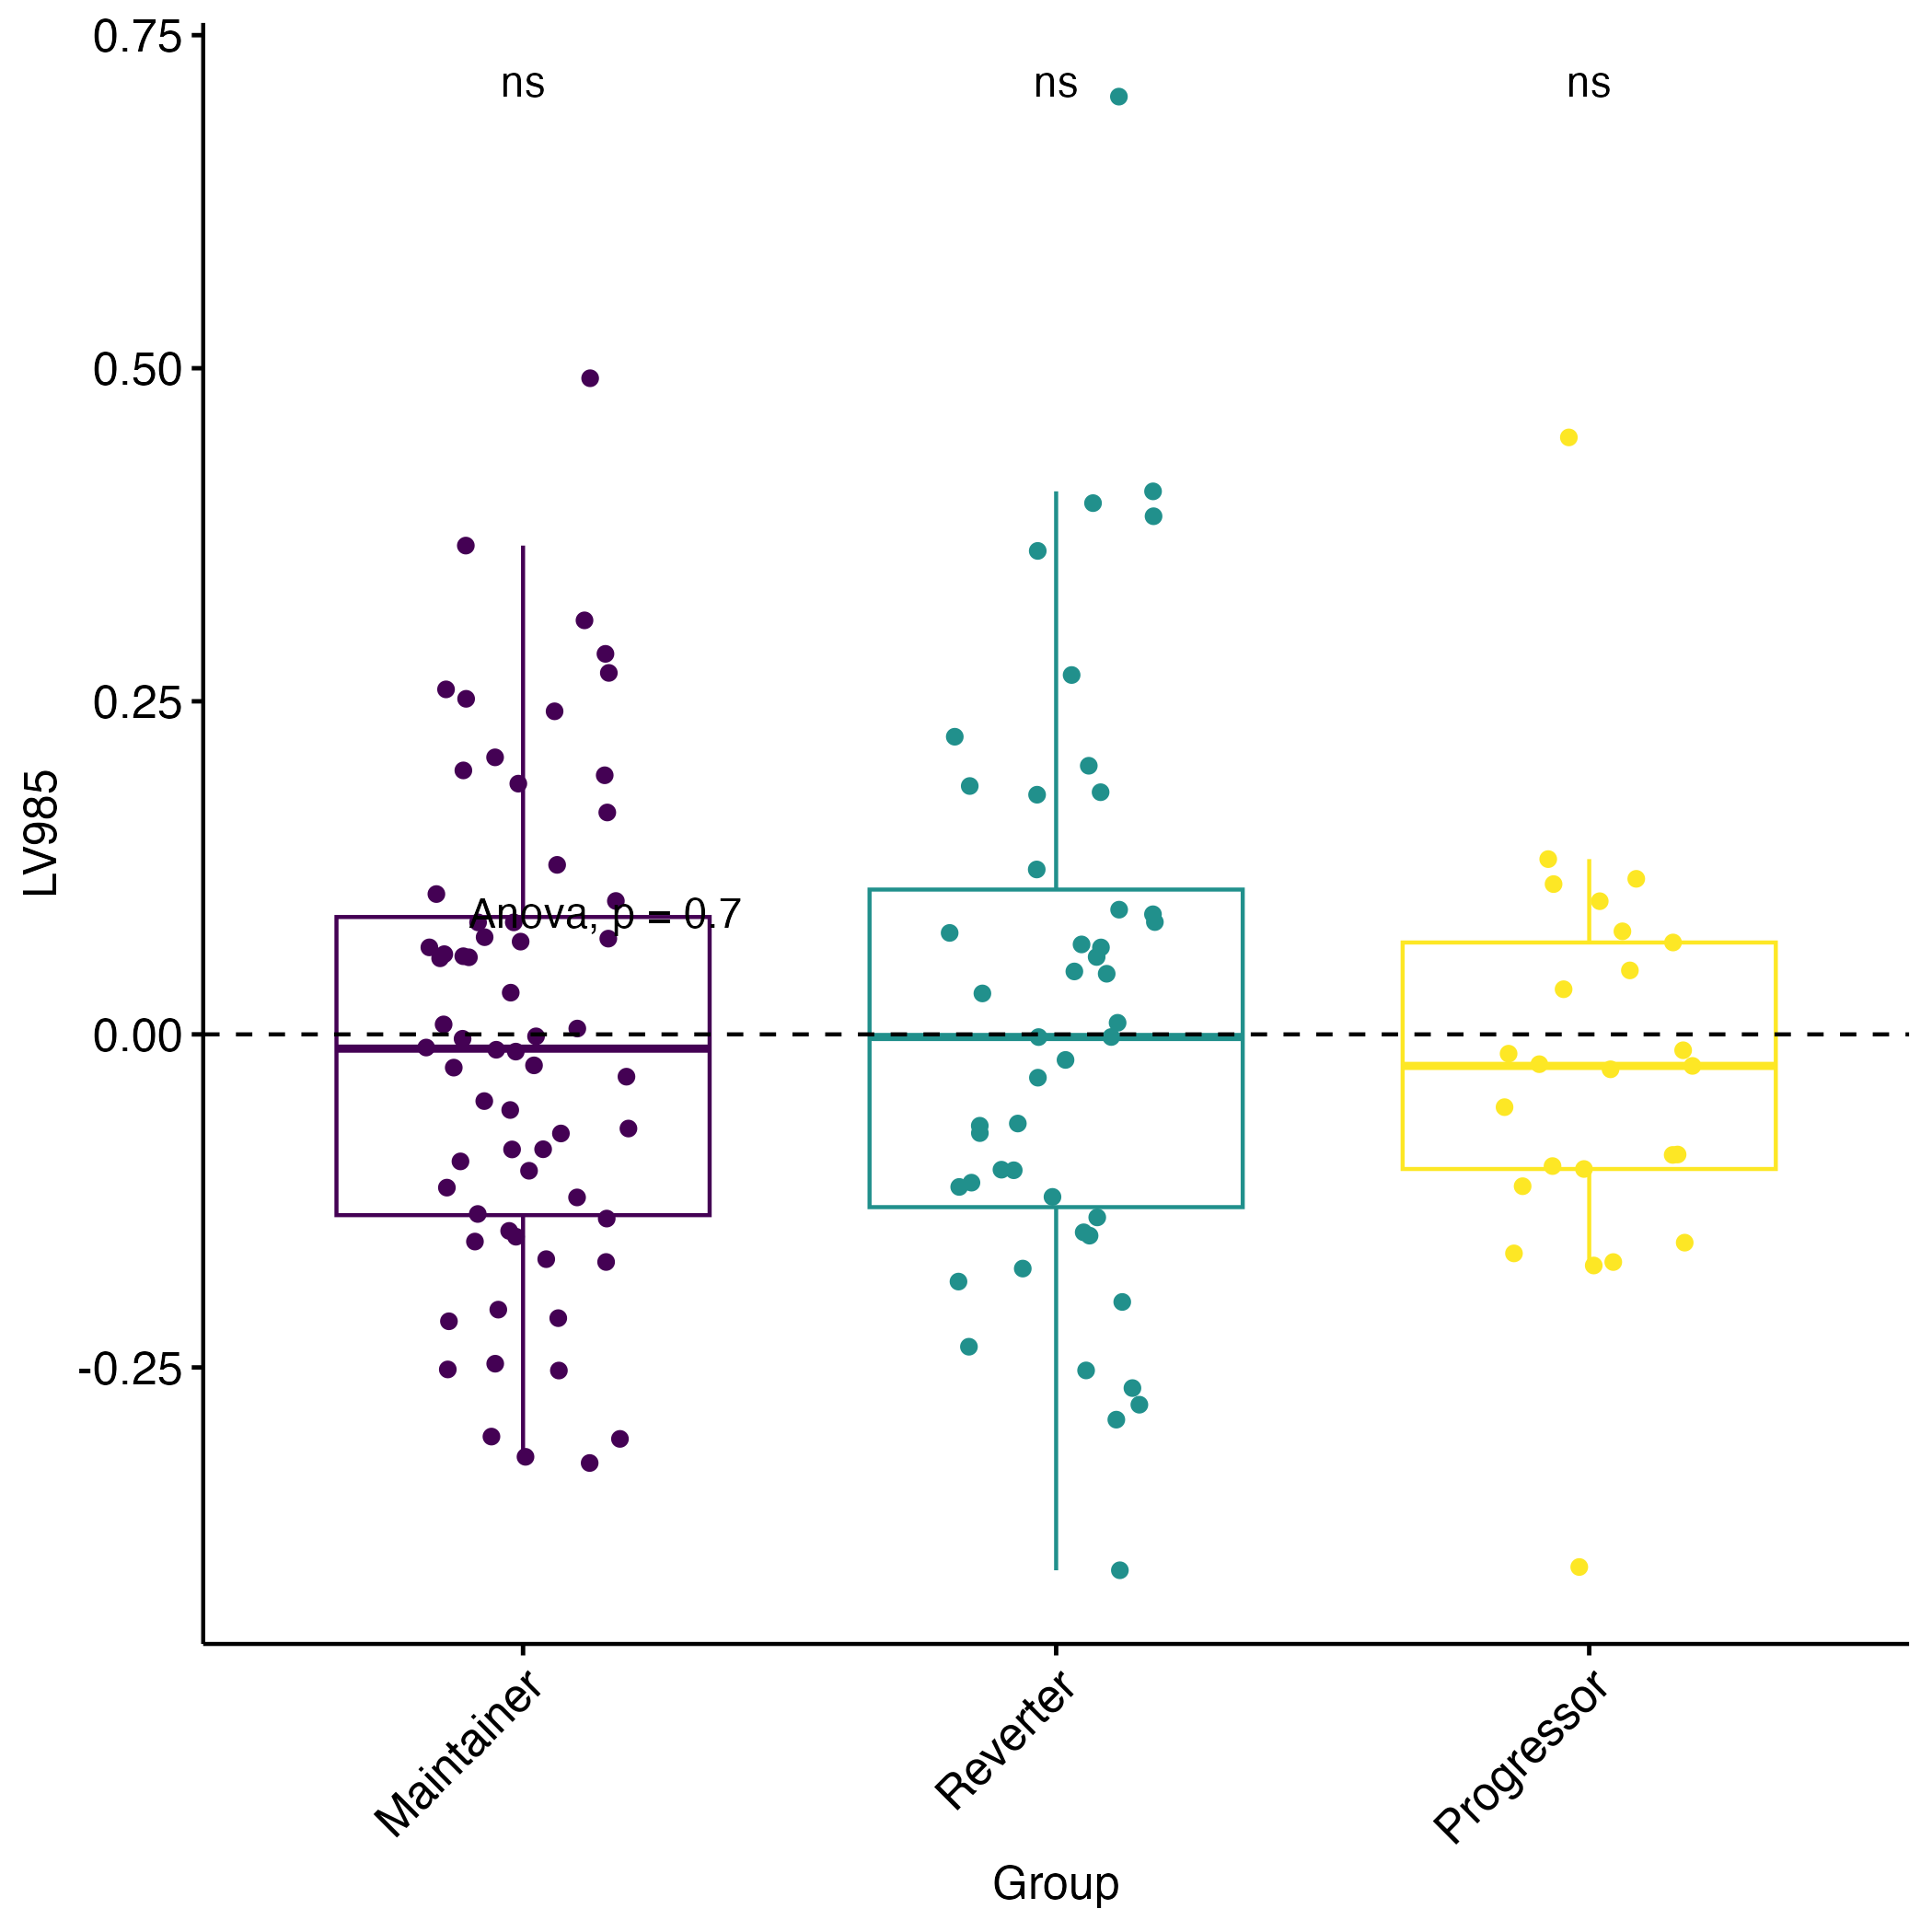 0.75
ns ns ns
0.50
0.25
Anova, p = 0.7
0.00
-0.25
LV985
Maintainer Reverter Progressor
Group